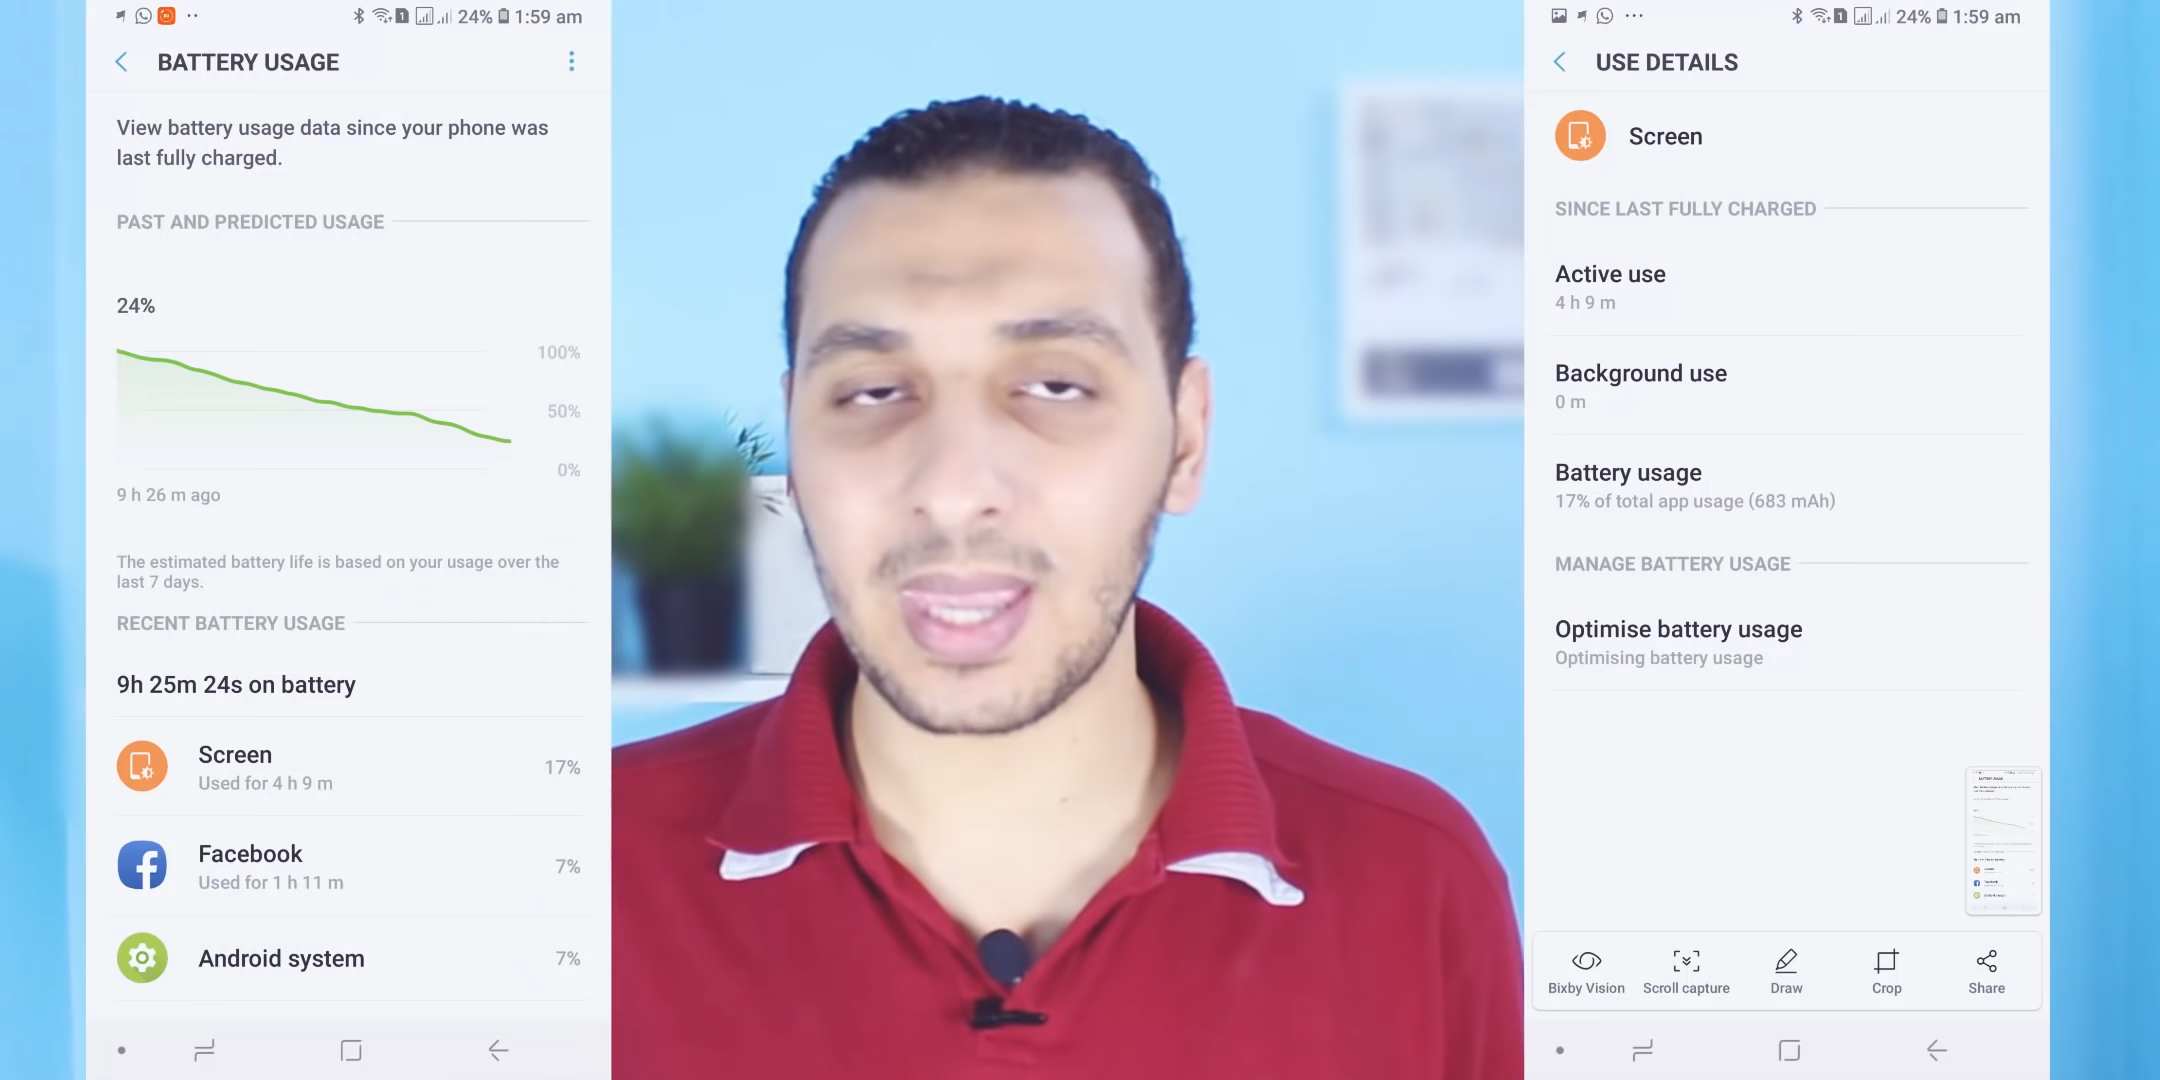 24% 1:59 am
BATTERY USAGE
View battery usage data since your phone was
last fully charged.
PAST AND PREDICTED USAGE
24%
100%
50%
0%
9 h 26 m ago
The estimated battery life is based on your usage over the
last 7 days.
RECENT BATTERY USAGE
9h 25m 24s on battery
Screen
Used for 4 h 9 m
17%
Facebook
Used for 1 h 11 m
7%
Android system
7%
24% 1:59 am
USE DETAILS
Screen
SINCE LAST FULLY CHARGED
Active use
4 h 9 m
Background use
0 m
Battery usage
17% of total app usage (683 mAh)
MANAGE BATTERY USAGE
Optimise battery usage
Optimising battery usage
Bixby Vision
Scroll capture
Draw
Crop
Share